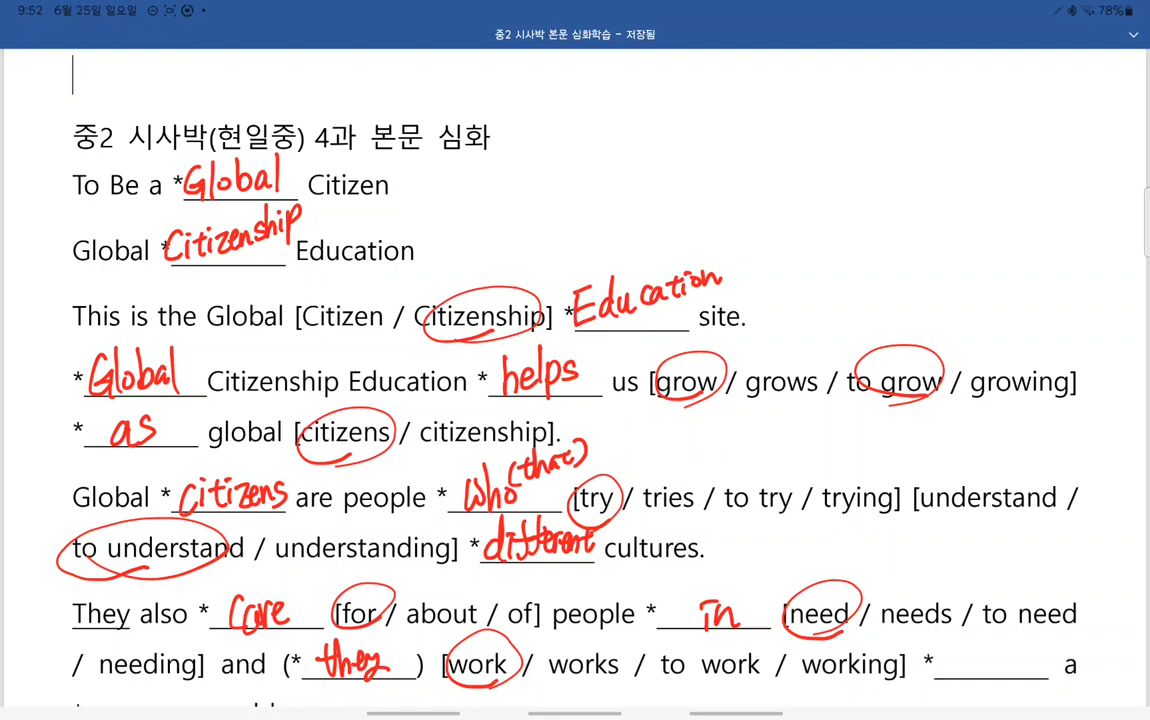 9:52 6월 25일 일요일 78%
중2 시사박 본문 심화학습 – 저장됨
중2 시사박(현일중) 4과 본문 심화
To Be a *Global Citizen
Global *Citizenship Education
This is the Global [Citizen / Citizenship] *Education site.
*Global Citizenship Education *helps us [grow / grows / to grow / growing]
*as global [citizens / citizenship].
Global *citizens are people *who (that) [try / tries / to try / trying] [understand /
to understand / understanding] *different cultures.
They also *care [for / about / of] people *in [need / needs / to need
/ needing] and (*they) [work / works / to work / working] *________ a